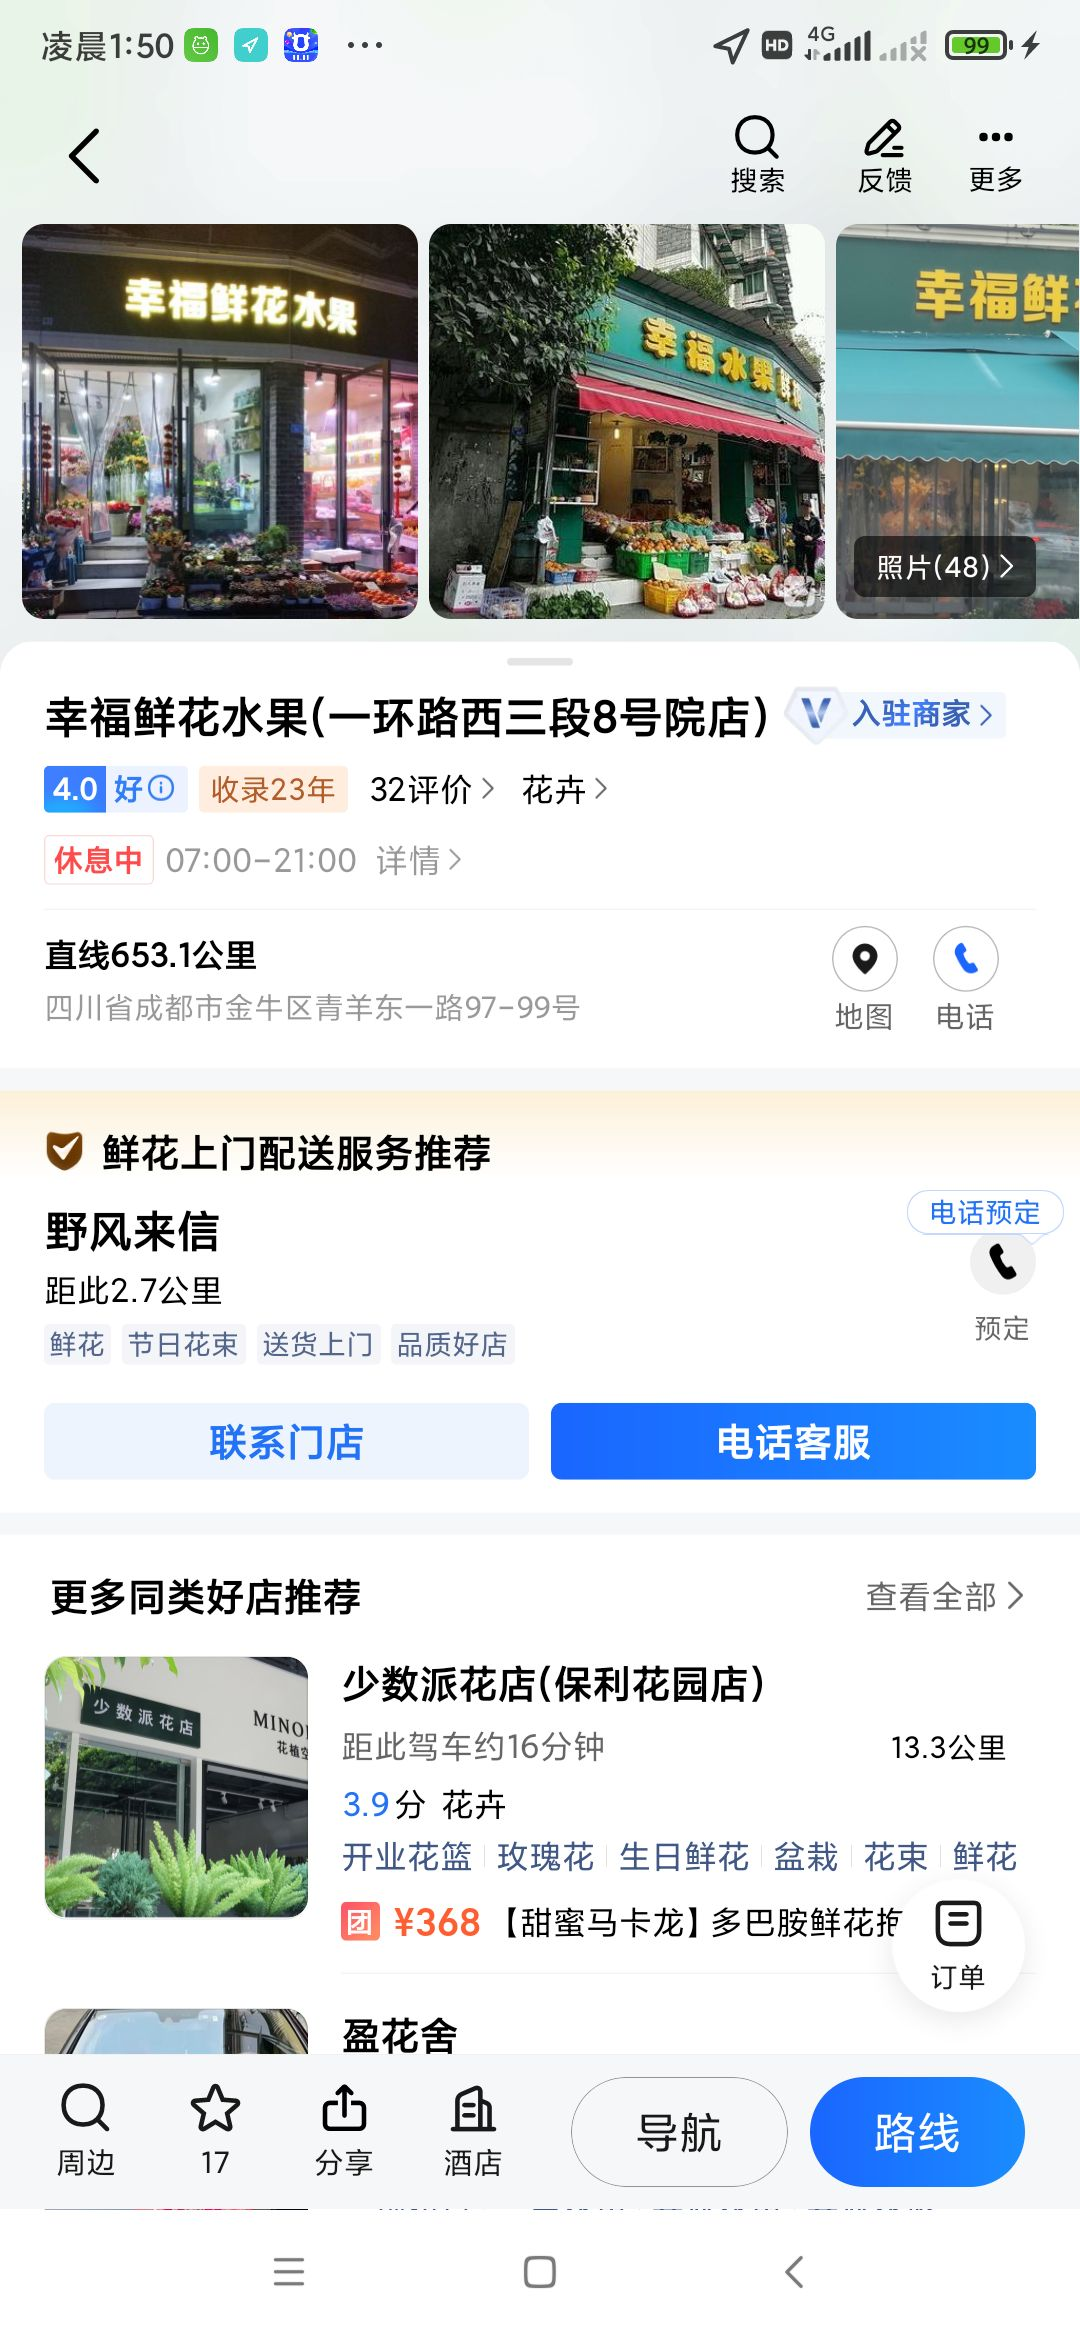 凌晨1:50
HD
4G
99
搜索
反馈
更多
幸福鲜花水果
幸福水果鲜花
幸福鲜
照片(48)
幸福鲜花水果(一环路西三段8号院店)
V 入驻商家
4.0 好 收录23年 32评价 花卉
休息中 07:00-21:00 详情
直线653.1公里
四川省成都市金牛区青羊东一路97-99号
地图
电话
鲜花上门配送服务推荐
野风来信
电话预定
距此2.7公里
预定
鲜花 节日花束 送货上门 品质好店
联系门店
电话客服
更多同类好店推荐
查看全部
少数派花店
MINO
花植空
少数派花店(保利花园店)
距此驾车约16分钟
13.3公里
3.9分 花卉
开业花篮 玫瑰花 生日鲜花 盆栽 花束 鲜花
团 ¥368 【甜蜜马卡龙】多巴胺鲜花抱
订单
盈花舍
周边
17
分享
酒店
导航
路线